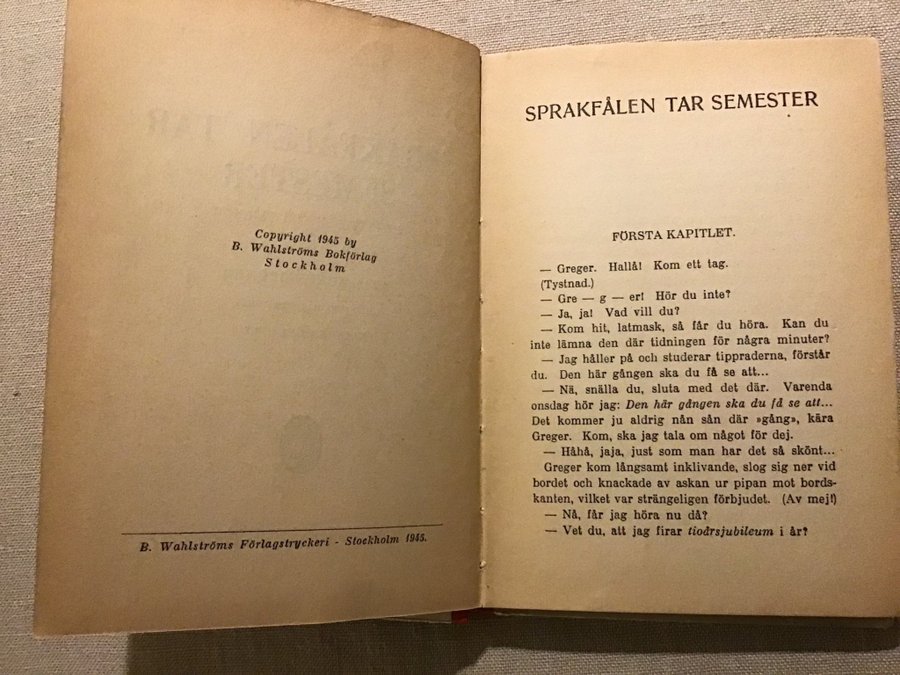 Copyright 1945 by
B. Wahlströms Bokförlag
Stockholm
B. Wahlströms Förlagstryckeri - Stockholm 1945.
SPRAKFÅLEN TAR SEMESTER
FÖRSTA KAPITLET.
— Greger. Hallå! Kom ett tag.
(Tystnad.)
— Gre — g — er! Hör du inte?
— Ja, ja! Vad vill du?
— Kom hit, latmask, så får du höra. Kan du
inte lämna den där tidningen för några minuter?
— Jag håller på och studerar tippraderna, förstår
du. Den här gången ska du få se att...
— Nä, snälla du, sluta med det där. Varenda
onsdag hör jag: Den här gången ska du få se att...
Det kommer ju aldrig nån sån där »gång», kära
Greger. Kom, ska jag tala om något för dej.
— Håhå, jaja, just som man har det så skönt...
Greger kom långsamt inklivande, slog sig ner vid
bordet och knackade av askan ur pipan mot bords-
kanten, vilket var strängeligen förbjudet. (Av mej!)
— Nå, får jag höra nu då?
— Vet du, att jag firar tioårsjubileum i år?